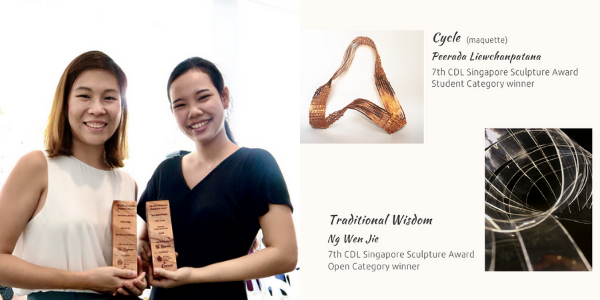 Cycle (maquette)
Peerada Liewchanpatana
7th CDL Singapore Sculpture Award
Student Category winner
Traditional Wisdom
Ng Wen Jie
7th CDL Singapore Sculpture Award
Open Category winner